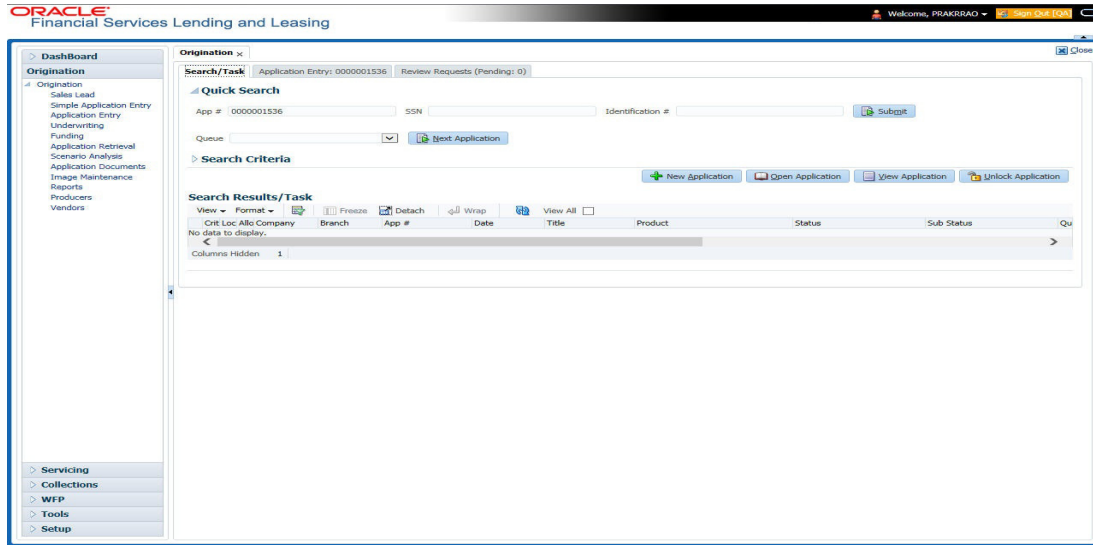 ORACLE®
Financial Services Lending and Leasing
Welcome, PRAKRRAO
Sign Out [QA]
Close
DashBoard
Origination
Origination
Sales Lead
Simple Application Entry
Application Entry
Underwriting
Funding
Application Retrieval
Scenario Analysis
Application Documents
Image Maintenance
Reports
Producers
Vendors
Servicing
Collections
WFP
Tools
Setup
Origination
Search/Task Application Entry: 0000001536 Review Requests (Pending: 0)
Quick Search
App # 0000001536 SSN Identification # Submit
Queue Next Application
Search Criteria
New Application Open Application View Application Unlock Application
Search Results/Task
View Format Freeze Detach Wrap View All
Crit Loc Allo Company Branch App # Date Title Product Status Sub Status Qu
No data to display.
Columns Hidden 1